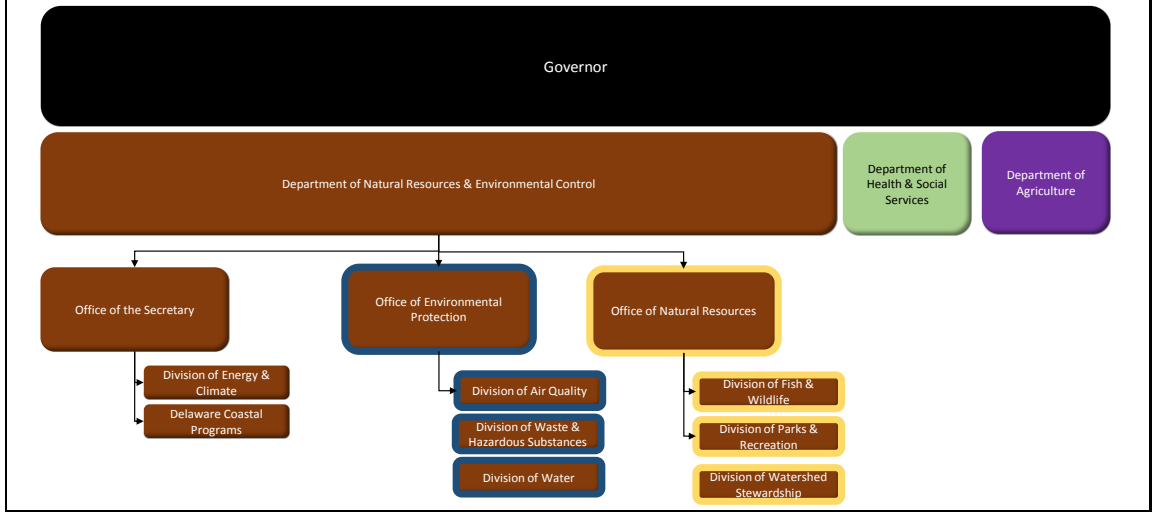 Governor
Department of Natural Resources & Environmental Control
Department of
Health & Social
Services
Department of
Agriculture
Office of the Secretary
Office of Environmental
Protection
Office of Natural Resources
Division of Energy &
Climate
Delaware Coastal
Programs
Division of Air Quality
Division of Waste &
Hazardous Substances
Division of Water
Division of Fish &
Wildlife
Division of Parks &
Recreation
Division of Watershed
Stewardship